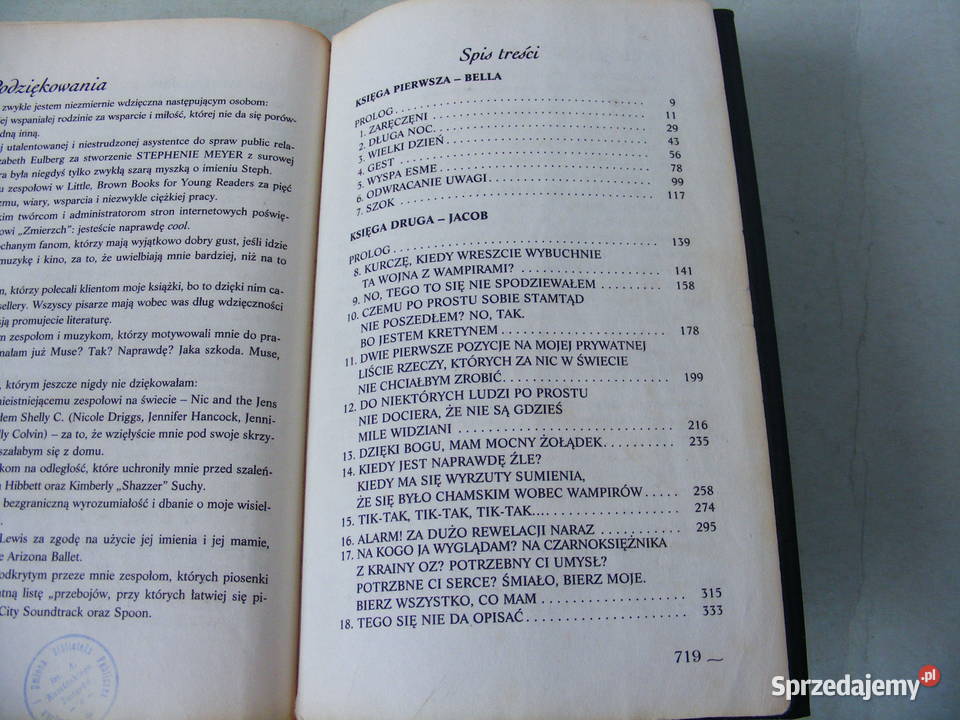 Podziękowania
zwykle jestem niezmiernie wdzięczna następującym osobom:
ej wspaniałej rodzinie za wsparcie i miłość, której nie da się porów-
dną inną.
j utalentowanej i niestrudzonej asystentce do spraw public rela-
zabeth Eulberg za stworzenie STEPHENIE MEYER z surowej
ra była niegdyś tylko zwykłą szarą myszką o imieniu Steph.
u zespołowi w Little, Brown Books for Young Readers za pięć
zmu, wiary, wsparcia i niezwykle ciężkiej pracy.
kim twórcom i administratorom stron internetowych poświę-
owi „Zmierzch”: jesteście naprawdę cool.
ochanym fanom, którzy mają wyjątkowo dobry gust, jeśli idzie
muzykę i kino, za to, że uwielbiają mnie bardziej, niż na to
m, którzy polecali klientom moje książki, bo to dzięki nim ca-
sellery. Wszyscy pisarze mają wobec was dług wdzięczności
sją promujecie literaturę.
m zespołom i muzykom, którzy motywowali mnie do pra-
małam już Muse? Tak? Naprawdę? Jaka szkoda. Muse,
, którym jeszcze nigdy nie dziękowałam:
nieistniejącemu zespołowi na świecie – Nic and the Jens
łem Shelly C. (Nicole Driggs, Jennifer Hancock, Jenni-
lly Colvin) – za to, że wzięłyście mnie pod swoje skrzy-
szałabym się z domu.
kom na odległość, które uchroniły mnie przed szaleń-
n Hibbett oraz Kimberly „Shazzer” Suchy.
bezgraniczną wyrozumiałość i dbanie o moje wisiel-
Lewis za zgodę na użycie jej imienia i jej mamie,
e Arizona Ballet.
odkrytym przeze mnie zespołom, których piosenki
tną listę „przebojów, przy których łatwiej się pi-
City Soundtrack oraz Spoon.
Gminna Biblioteka Publiczna
Spis treści
KSIĘGA PIERWSZA – BELLA
PROLOG . . . . . . . . . . . . . . . . . . . . 9
1. ZARĘCZENI . . . . . . . . . . . . . . . . . . . . 11
2. DŁUGA NOC. . . . . . . . . . . . . . . . . . . . 29
3. WIELKI DZIEŃ . . . . . . . . . . . . . . . . . . . . 43
4. GEST . . . . . . . . . . . . . . . . . . . . 56
5. WYSPA ESME . . . . . . . . . . . . . . . . . . . . 78
6. ODWRACANIE UWAGI . . . . . . . . . . . . . . . . . . . . 99
7. SZOK . . . . . . . . . . . . . . . . . . . . 117
KSIĘGA DRUGA – JACOB
PROLOG . . . . . . . . . . . . . . . . . . . . 139
8. KURCZĘ, KIEDY WRESZCIE WYBUCHNIE
TA WOJNA Z WAMPIRAMI? . . . . . . . . . . . . . . 141
9. NO, TEGO TO SIĘ NIE SPODZIEWAŁEM . . . . . . . 158
10. CZEMU PO PROSTU SOBIE STAMTĄD
NIE POSZEDŁEM? NO, TAK.
BO JESTEM KRETYNEM . . . . . . . . . . . . . . . . 178
11. DWIE PIERWSZE POZYCJE NA MOJEJ PRYWATNEJ
LIŚCIE RZECZY, KTÓRYCH ZA NIC W ŚWIECIE
NIE CHCIAŁBYM ZROBIĆ. . . . . . . . . . . . . . . 199
12. DO NIEKTÓRYCH LUDZI PO PROSTU
NIE DOCIERA, ŻE NIE SĄ GDZIEŚ
MILE WIDZIANI . . . . . . . . . . . . . . . . . . . 216
13. DZIĘKI BOGU, MAM MOCNY ŻOŁĄDEK. . . . . . . 235
14. KIEDY JEST NAPRAWDĘ ŹLE?
KIEDY MA SIĘ WYRZUTY SUMIENIA,
ŻE SIĘ BYŁO CHAMSKIM WOBEC WAMPIRÓW . . . . . 258
15. TIK-TAK, TIK-TAK, TIK-TAK... . . . . . . . . . . . 274
16. ALARM! ZA DUŻO REWELACJI NARAZ . . . . . . . . 295
17. NA KOGO JA WYGLĄDAM? NA CZARNOKSIĘŻNIKA
Z KRAINY OZ? POTRZEBNY CI UMYSŁ?
POTRZBNE CI SERCE? ŚMIAŁO, BIERZ MOJE.
BIERZ WSZYSTKO, CO MAM . . . . . . . . . . . . . 315
18. TEGO SIĘ NIE DA OPISAĆ . . . . . . . . . . . . . . 333
719
Sprzedajemy.pl